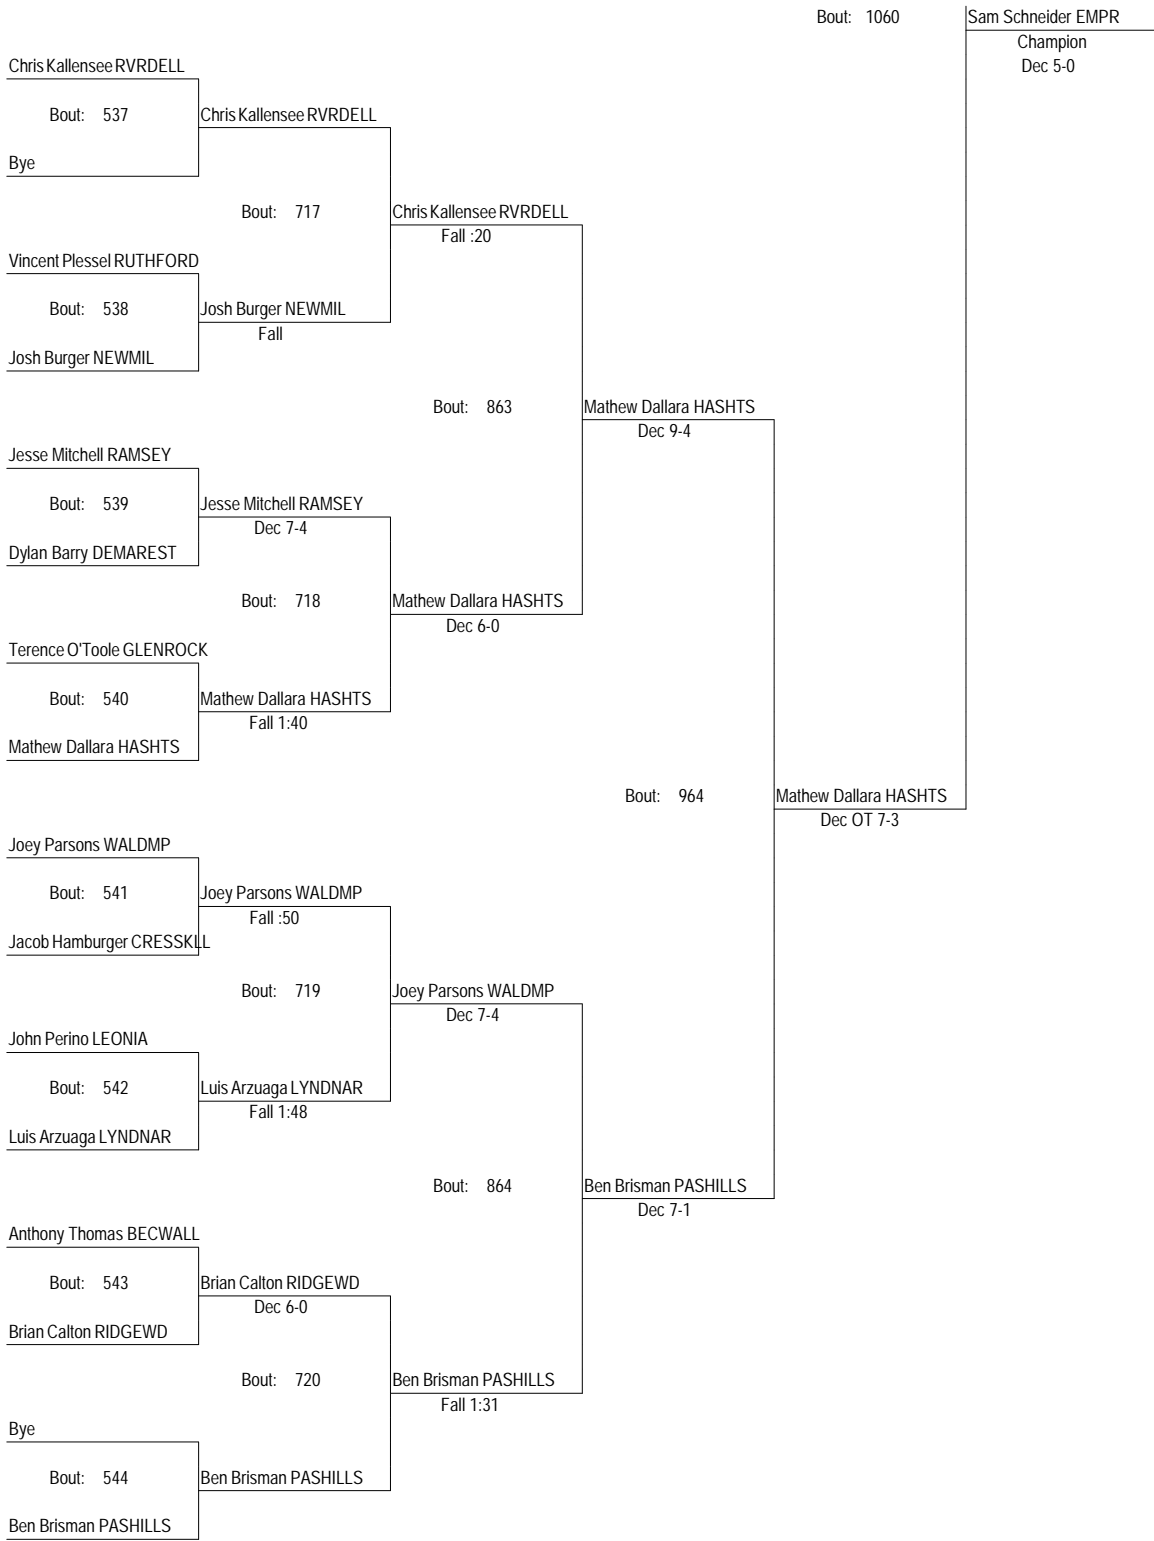 Bout: 1060 Sam Schneider EMPR
Champion
Dec 5-0
Chris Kallensee RVRDELL
Bout: 537 Chris Kallensee RVRDELL
Bye
Bout: 717 Chris Kallensee RVRDELL
Fall :20
Vincent Plessel RUTHFORD
Bout: 538 Josh Burger NEWMIL
Fall
Josh Burger NEWMIL
Bout: 863 Mathew Dallara HASHTS
Dec 9-4
Jesse Mitchell RAMSEY
Bout: 539 Jesse Mitchell RAMSEY
Dec 7-4
Dylan Barry DEMAREST
Bout: 718 Mathew Dallara HASHTS
Dec 6-0
Terence O'Toole GLENROCK
Bout: 540 Mathew Dallara HASHTS
Fall 1:40
Mathew Dallara HASHTS
Bout: 964 Mathew Dallara HASHTS
Dec OT 7-3
Joey Parsons WALDMP
Bout: 541 Joey Parsons WALDMP
Fall :50
Jacob Hamburger CRESSKLL
Bout: 719 Joey Parsons WALDMP
Dec 7-4
John Perino LEONIA
Bout: 542 Luis Arzuaga LYNDNAR
Fall 1:48
Luis Arzuaga LYNDNAR
Bout: 864 Ben Brisman PASHILLS
Dec 7-1
Anthony Thomas BECWALL
Bout: 543 Brian Calton RIDGEWD
Dec 6-0
Brian Calton RIDGEWD
Bout: 720 Ben Brisman PASHILLS
Fall 1:31
Bye
Bout: 544 Ben Brisman PASHILLS
Ben Brisman PASHILLS